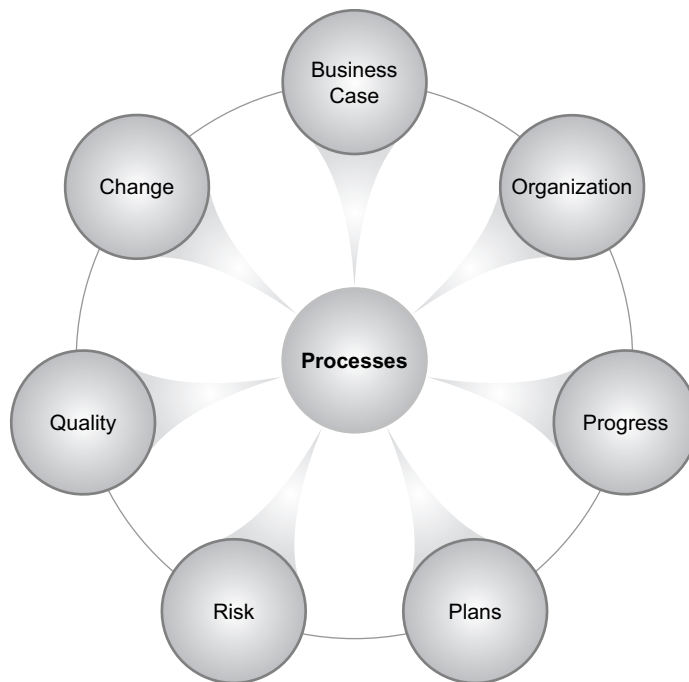 Business
Case
Organization
Progress
Plans
Risk
Quality
Change
Processes